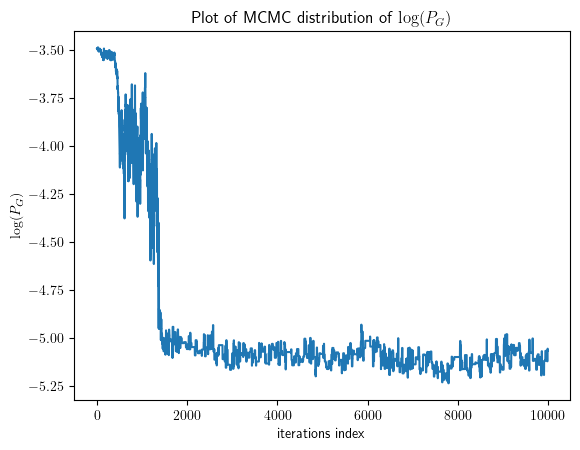 Plot of MCMC distribution of log(P_G)
−3.50
−3.75
−4.00
−4.25
−4.50
−4.75
−5.00
−5.25
log(P_G)
0 2000 4000 6000 8000 10000
iterations index